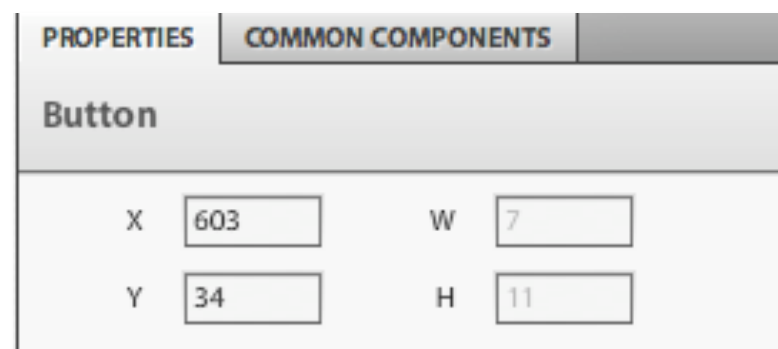 PROPERTIES COMMON COMPONENTS
Button
X 603 W 7
Y 34 H 11